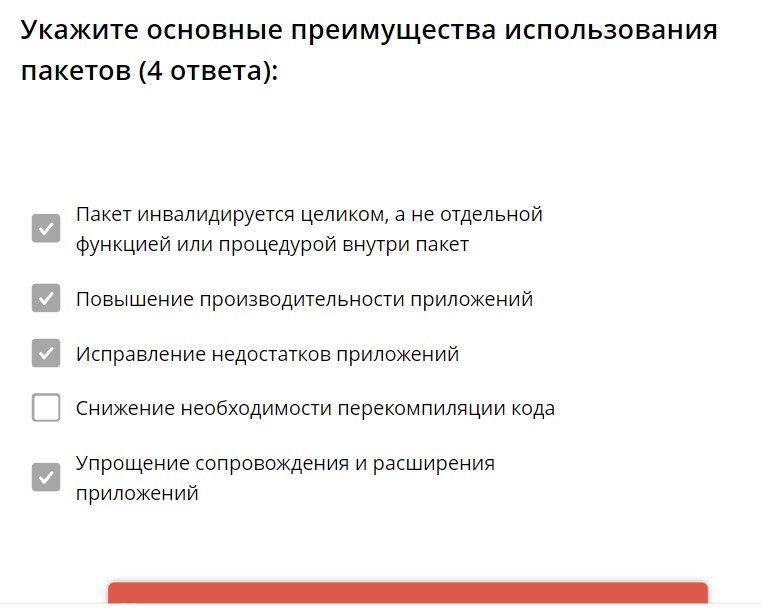 Укажите основные преимущества использования
пакетов (4 ответа):
Пакет инвалидируется целиком, а не отдельной
функцией или процедурой внутри пакет
Повышение производительности приложений
Исправление недостатков приложений
Снижение необходимости перекомпиляции кода
Упрощение сопровождения и расширения
приложений